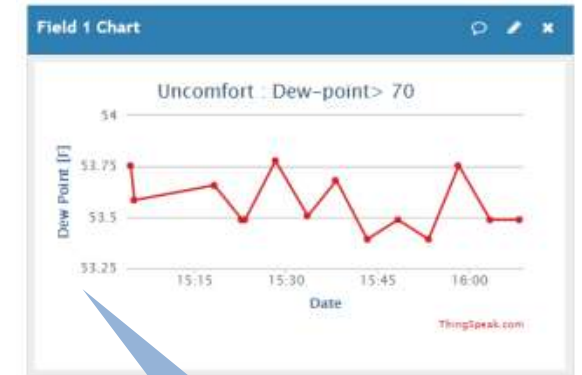 Field 1 Chart
Uncomfort : Dew-point> 70
54
53.75
53.5
53.25
Dew Point [F]
15:15 15:30 15:45 16:00
Date
ThingSpeak.com